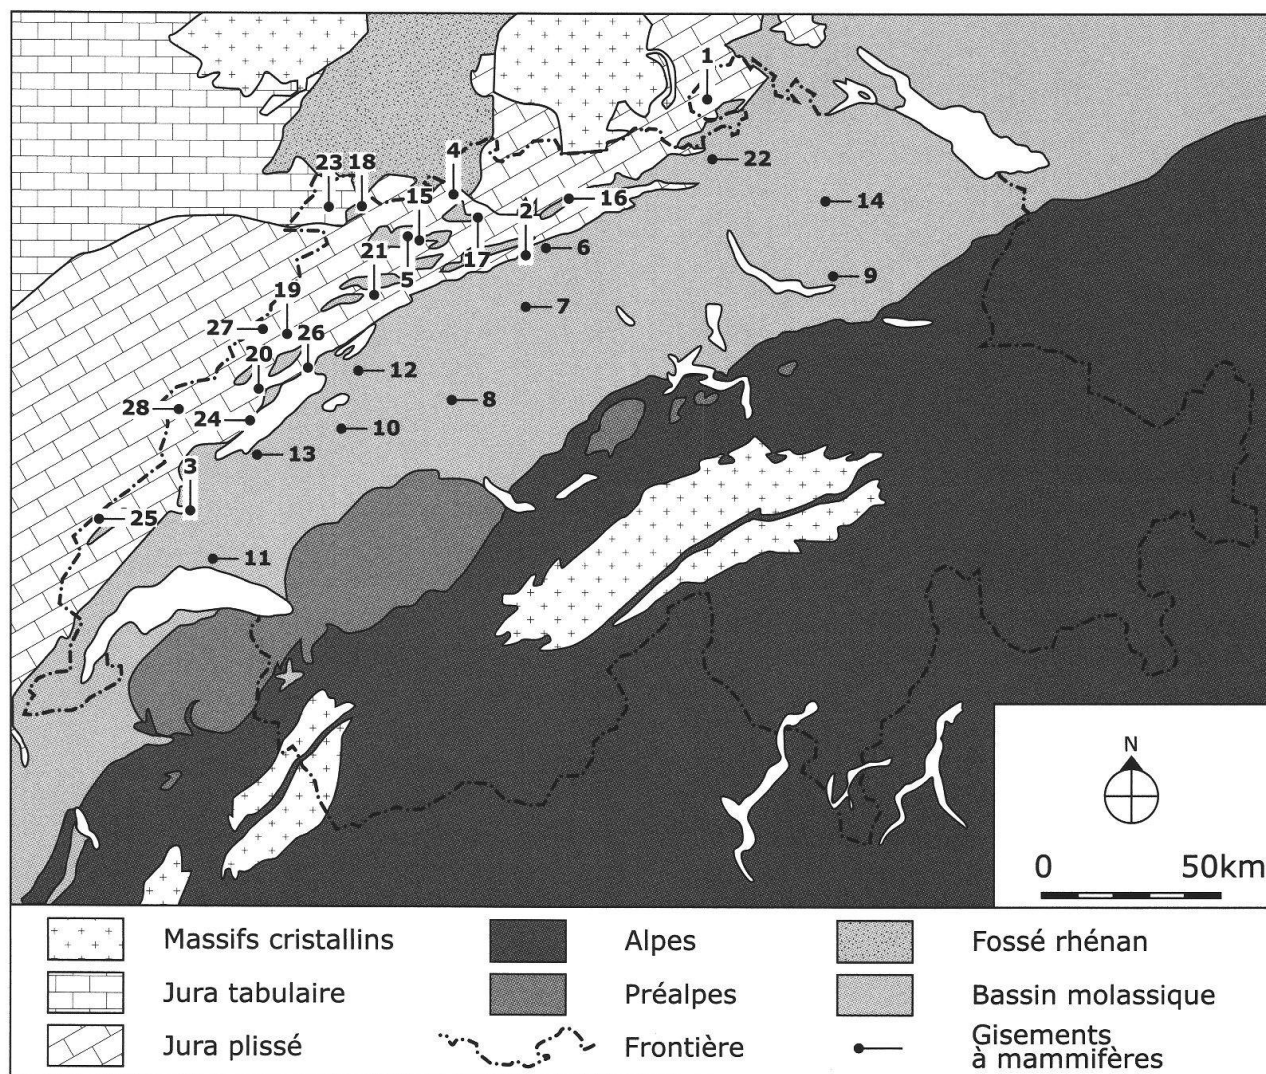 1
4
22
23 18
15
16
2
14
21
5
17
6
9
19
7
27
26
20
12
28
24
8
10
13
3
25
11
N
0 50km
Massifs cristallins
Alpes
Fossé rhénan
Jura tabulaire
Préalpes
Bassin molassique
Jura plissé
Frontière
Gisements
à mammifères